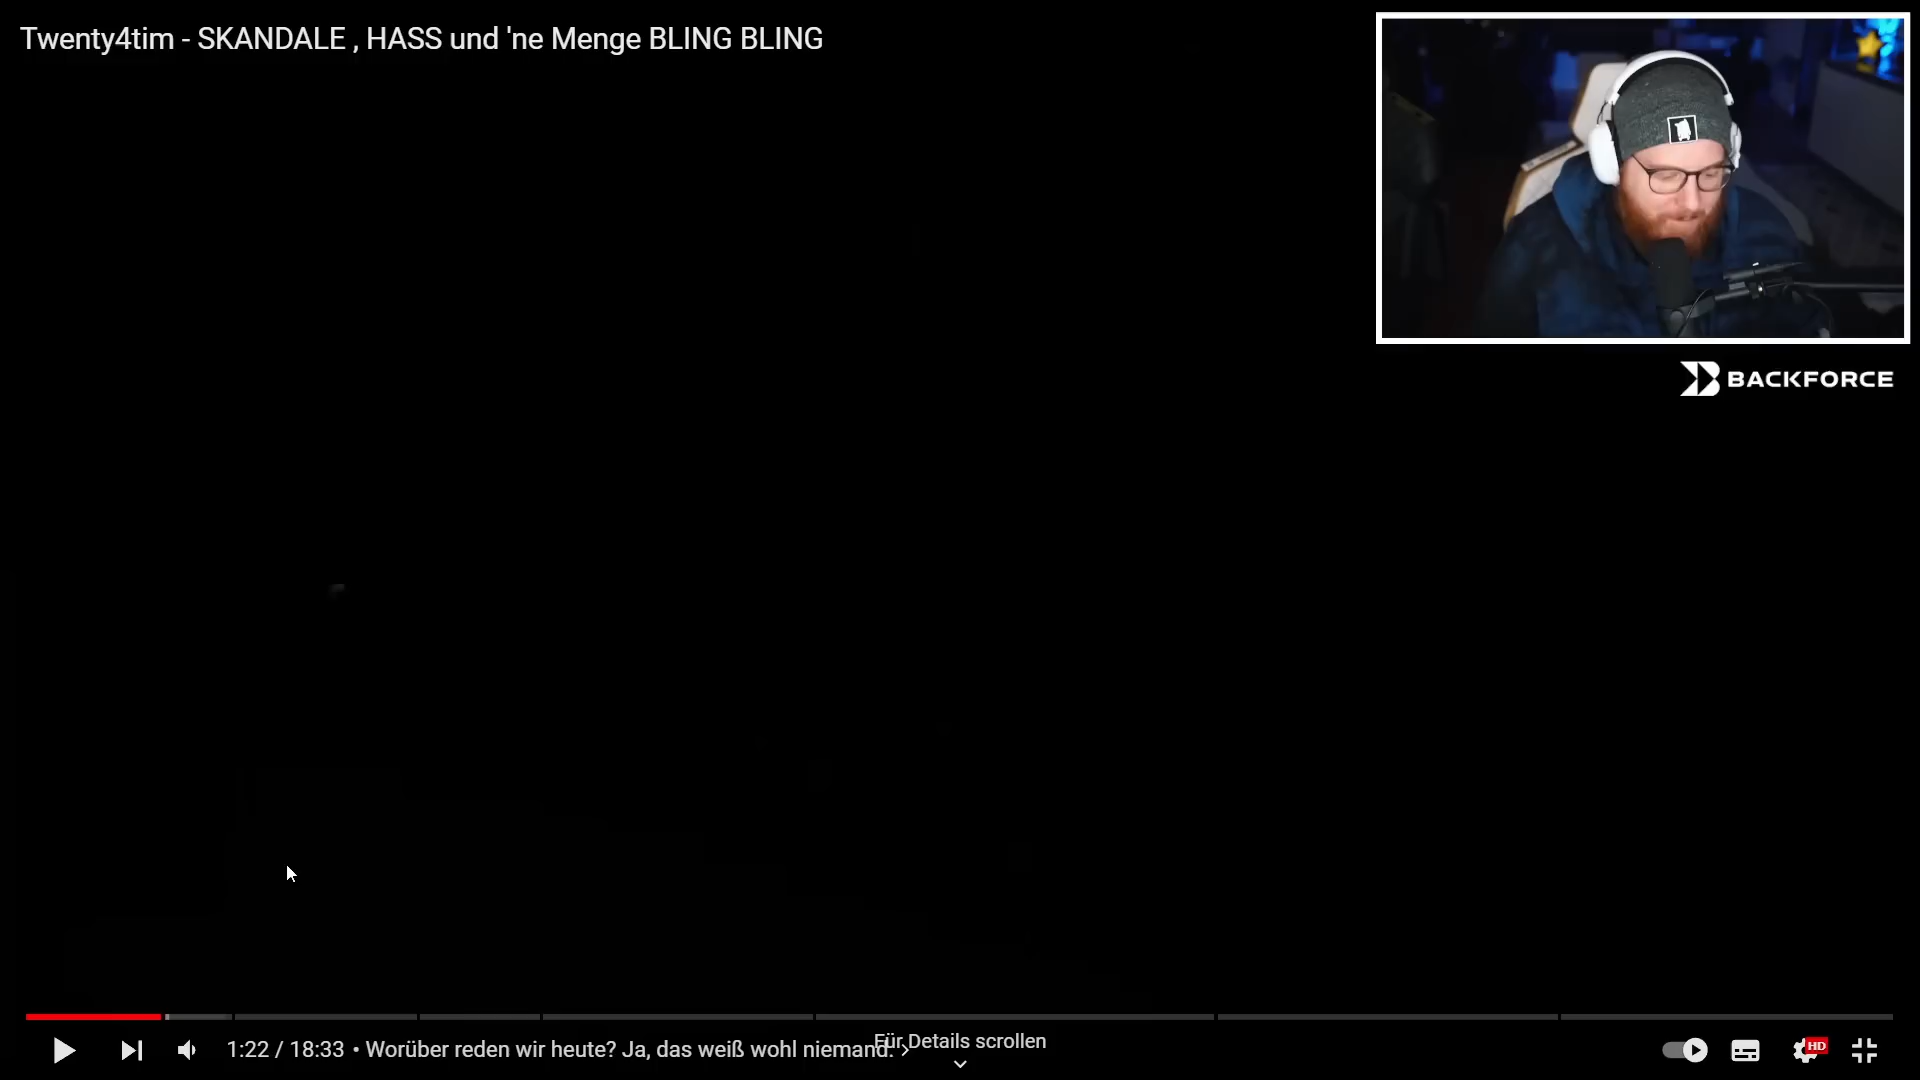 Twenty4tim - SKANDALE , HASS und 'ne Menge BLING BLING
BACKFORCE
1:22 / 18:33 • Worüber reden wir heute? Ja, das weiß wohl niemand.
Für Details scrollen
HD